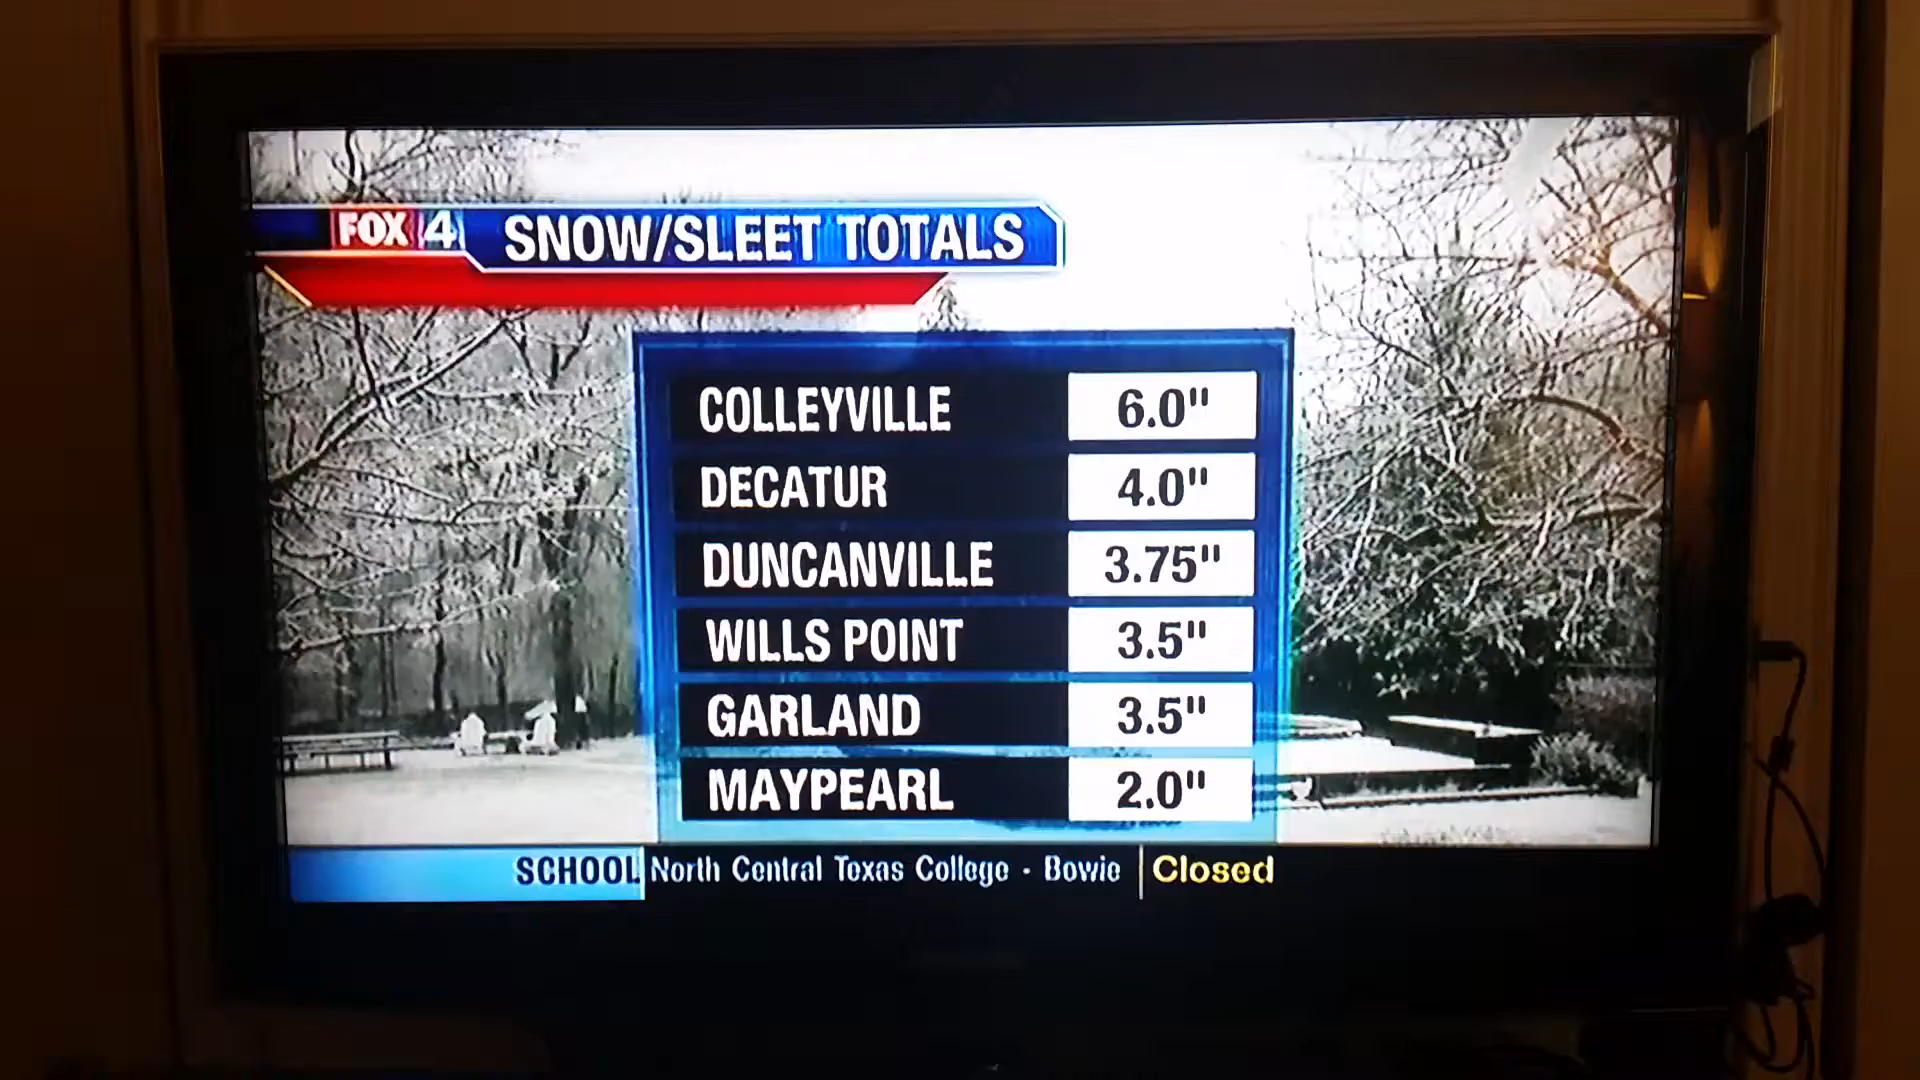 FOX 4 SNOW/SLEET TOTALS
COLLEYVILLE 6.0"
DECATUR 4.0"
DUNCANVILLE 3.75"
WILLS POINT 3.5"
GARLAND 3.5"
MAYPEARL 2.0"
SCHOOL North Central Texas College - Bowie Closed